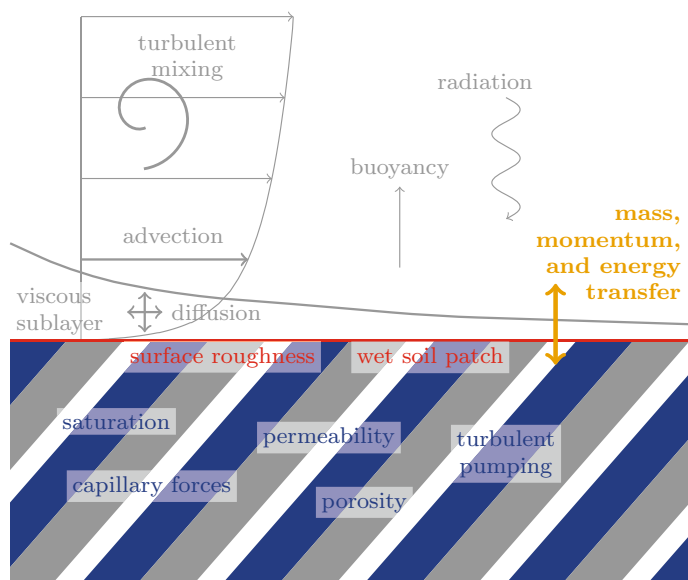 turbulent
mixing
radiation
buoyancy
mass,
momentum,
and energy
transfer
advection
viscous
sublayer
diffusion
surface roughness
wet soil patch
saturation
permeability
turbulent
pumping
capillary forces
porosity